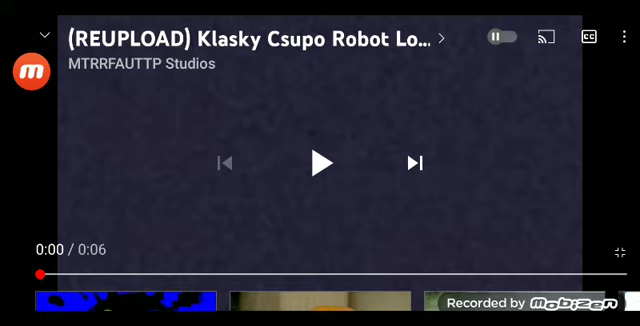 (REUPLOAD) Klasky Csupo Robot Lo...
MTRRFAUTTP Studios
m
CC
0:00 / 0:06
Recorded by Mobizen